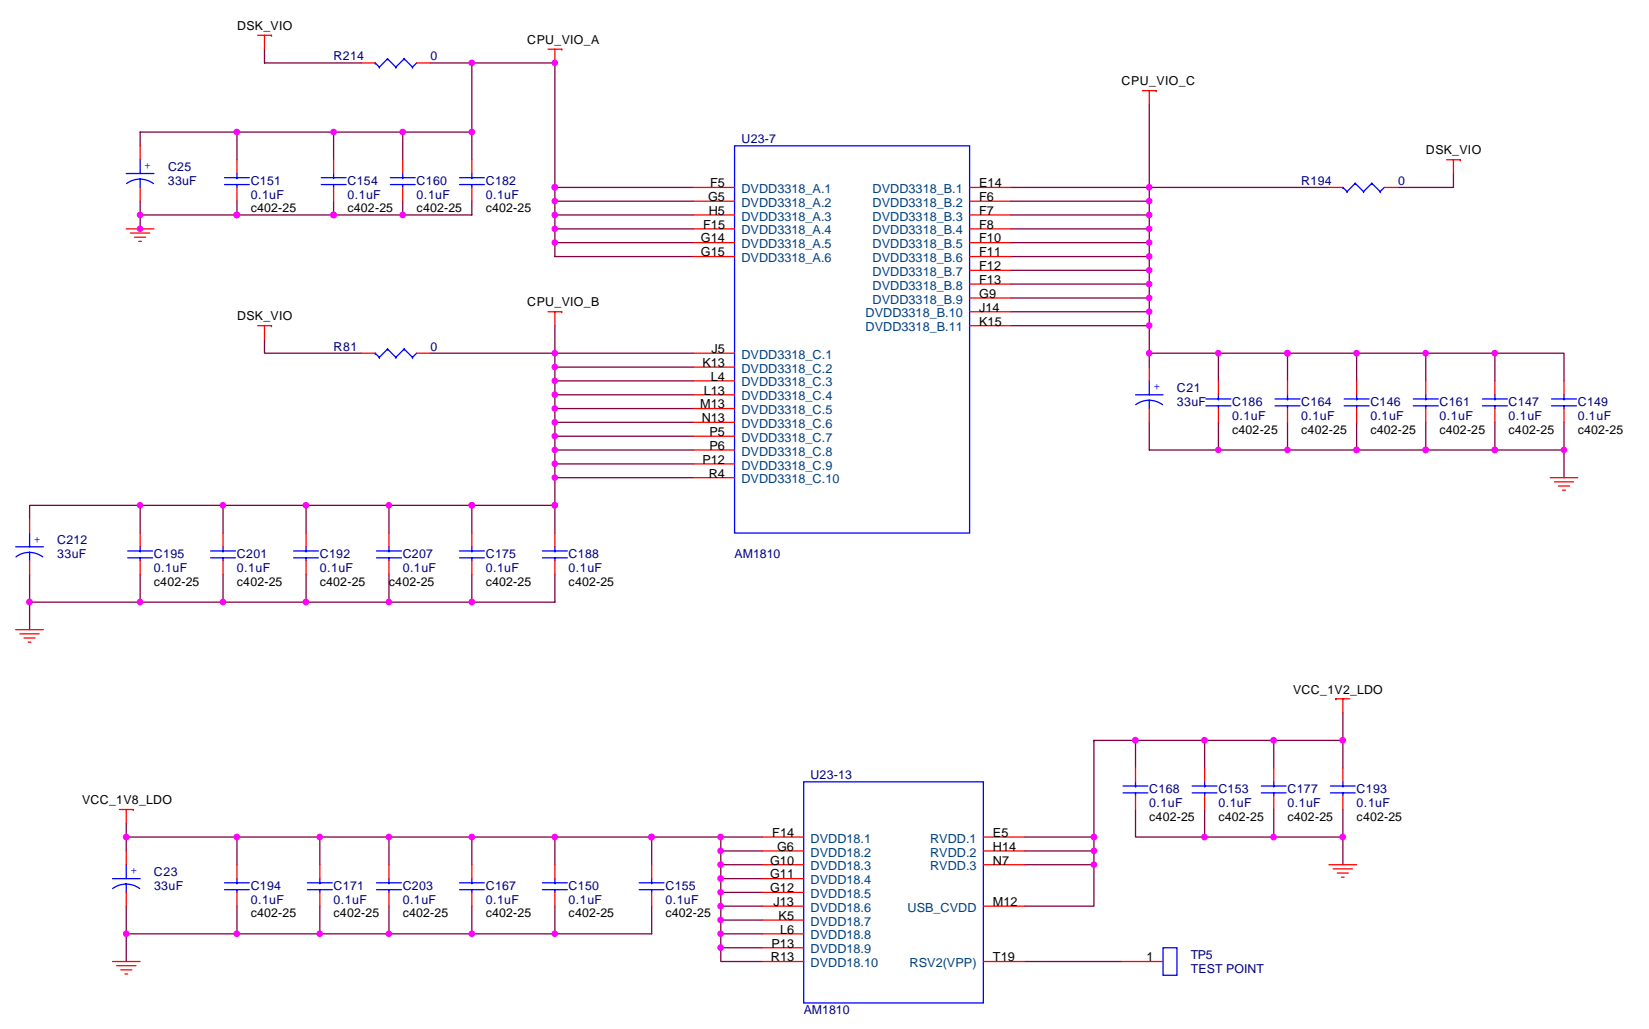 DSK_VIO
R214 0
CPU_VIO_A
C25
33uF
C151
0.1uF
c402-25
C154
0.1uF
c402-25
C160
0.1uF
c402-25
C182
0.1uF
c402-25
CPU_VIO_C
DSK_VIO
R194 0
U23-7
F5 DVDD3318_A.1
G5 DVDD3318_A.2
H5 DVDD3318_A.3
F15 DVDD3318_A.4
G14 DVDD3318_A.5
G15 DVDD3318_A.6
DVDD3318_B.1 E14
DVDD3318_B.2 F6
DVDD3318_B.3 F7
DVDD3318_B.4 F8
DVDD3318_B.5 F10
DVDD3318_B.6 F11
DVDD3318_B.7 F12
DVDD3318_B.8 F13
DVDD3318_B.9 G9
DVDD3318_B.10 J14
DVDD3318_B.11 K15
CPU_VIO_B
DSK_VIO
R81 0
J5 DVDD3318_C.1
K13 DVDD3318_C.2
L4 DVDD3318_C.3
L13 DVDD3318_C.4
M13 DVDD3318_C.5
N13 DVDD3318_C.6
P5 DVDD3318_C.7
P6 DVDD3318_C.8
P12 DVDD3318_C.9
R4 DVDD3318_C.10
AM1810
C21
33uF
C186
0.1uF
c402-25
C164
0.1uF
c402-25
C146
0.1uF
c402-25
C161
0.1uF
c402-25
C147
0.1uF
c402-25
C149
0.1uF
c402-25
C212
33uF
C195
0.1uF
c402-25
C201
0.1uF
c402-25
C192
0.1uF
c402-25
C207
0.1uF
c402-25
C175
0.1uF
c402-25
C188
0.1uF
c402-25
VCC_1V2_LDO
C168
0.1uF
c402-25
C153
0.1uF
c402-25
C177
0.1uF
c402-25
C193
0.1uF
c402-25
VCC_1V8_LDO
C23
33uF
C194
0.1uF
c402-25
C171
0.1uF
c402-25
C203
0.1uF
c402-25
C167
0.1uF
c402-25
C150
0.1uF
c402-25
C155
0.1uF
c402-25
U23-13
F14 DVDD18.1
G6 DVDD18.2
G10 DVDD18.3
G11 DVDD18.4
G12 DVDD18.5
J13 DVDD18.6
K5 DVDD18.7
L6 DVDD18.8
P13 DVDD18.9
R13 DVDD18.10
RVDD.1 E5
RVDD.2 H14
RVDD.3 N7
USB_CVDD M12
RSV2(VPP) T19
1 TP5
TEST POINT
AM1810